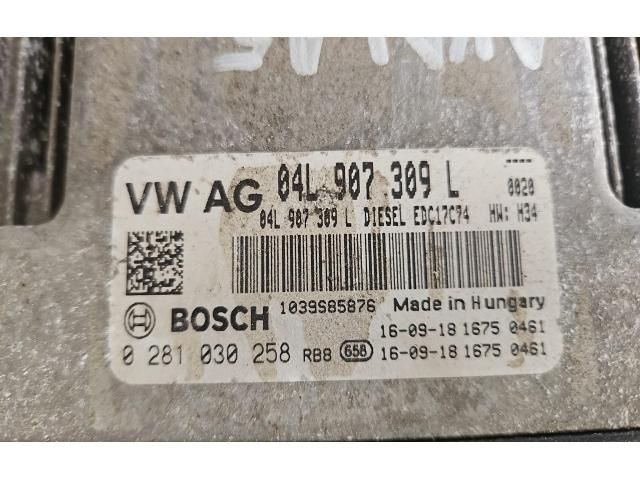 VW AG 04L 907 309 L 0020
04L 907 309 L DIESEL EDC17C74 HW: H34
BOSCH 1039S85876 Made in Hungary
16-09-18 1675 0461
0 281 030 258 RB8 658 16-09-18 1675 0461